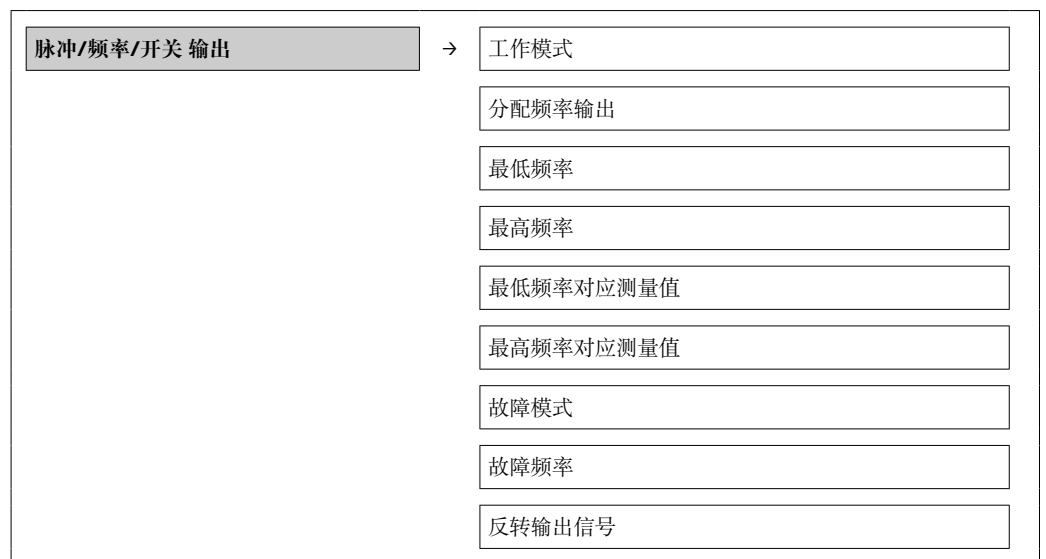 脉冲/频率/开关 输出 → 工作模式
分配频率输出
最低频率
最高频率
最低频率对应测量值
最高频率对应测量值
故障模式
故障频率
反转输出信号